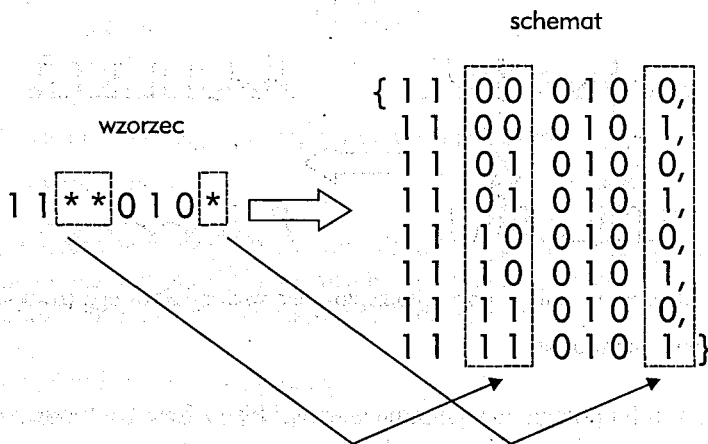 schemat
wzorzec
1 1 * * 0 1 0 *
{ 1 1 0 0 0 1 0 0,
1 1 0 0 0 1 0 1,
1 1 0 1 0 1 0 0,
1 1 0 1 0 1 0 1,
1 1 1 0 0 1 0 0,
1 1 1 0 0 1 0 1,
1 1 1 1 0 1 0 0,
1 1 1 1 0 1 0 1 }